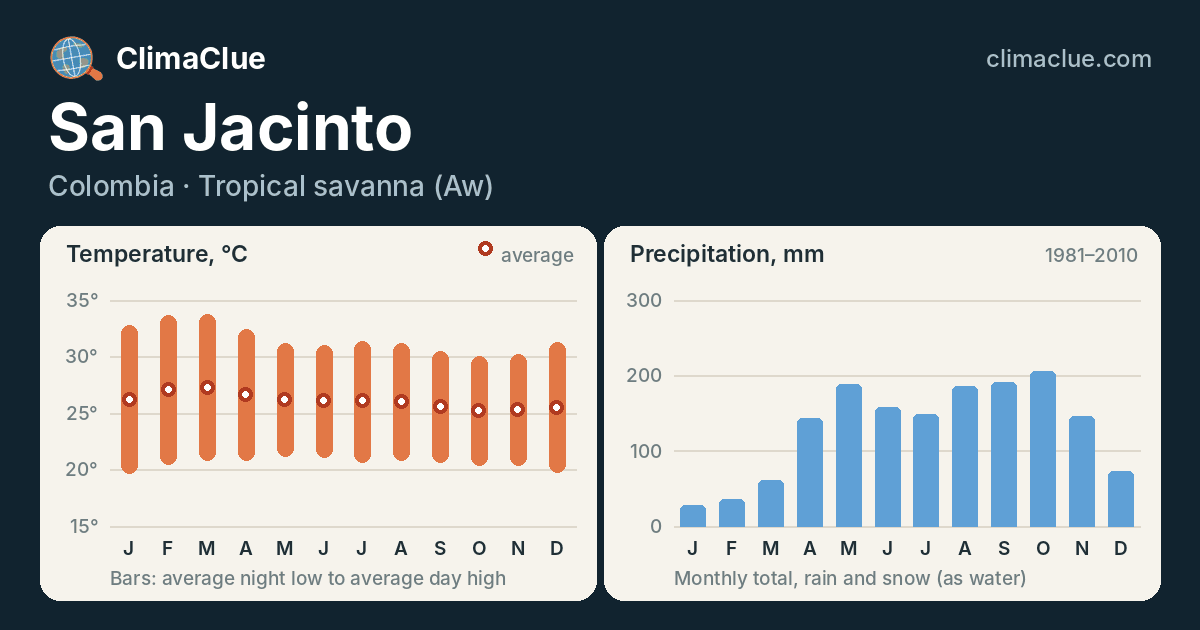 ClimaClue
climaclue.com
San Jacinto
Colombia · Tropical savanna (Aw)
Temperature, °C
average
35°
30°
25°
20°
15°
J F M A M J J A S O N D
Bars: average night low to average day high
Precipitation, mm
1981–2010
300
200
100
0
J F M A M J J A S O N D
Monthly total, rain and snow (as water)